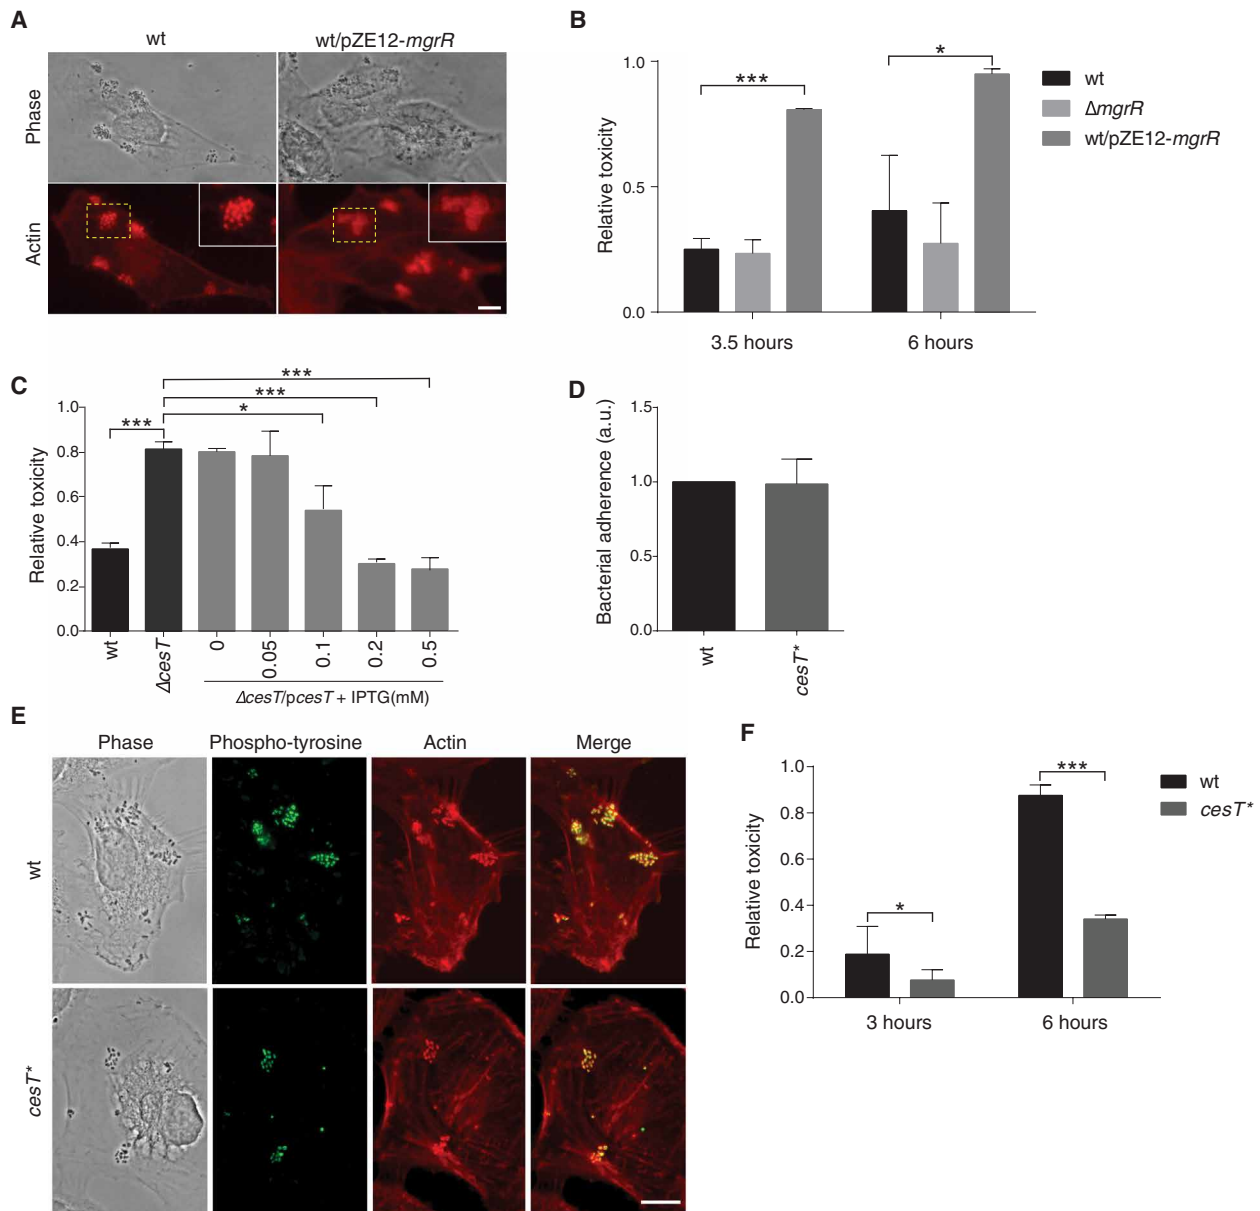 A
wt
wt/pZE12-mgrR
Phase
Actin
B
Relative toxicity
1.0
0.5
0.0
***
*
3.5 hours
6 hours
wt
ΔmgrR
wt/pZE12-mgrR
C
Relative toxicity
1.0
0.8
0.6
0.4
0.2
0.0
***
*
***
***
wt
ΔcesT
0
0.05
0.1
0.2
0.5
ΔcesT/pcesT + IPTG(mM)
D
Bacterial adherence (a.u.)
1.5
1.0
0.5
0.0
wt
cesT*
E
Phase
Phospho-tyrosine
Actin
Merge
wt
cesT*
F
Relative toxicity
1.0
0.8
0.6
0.4
0.2
0.0
*
***
3 hours
6 hours
wt
cesT*